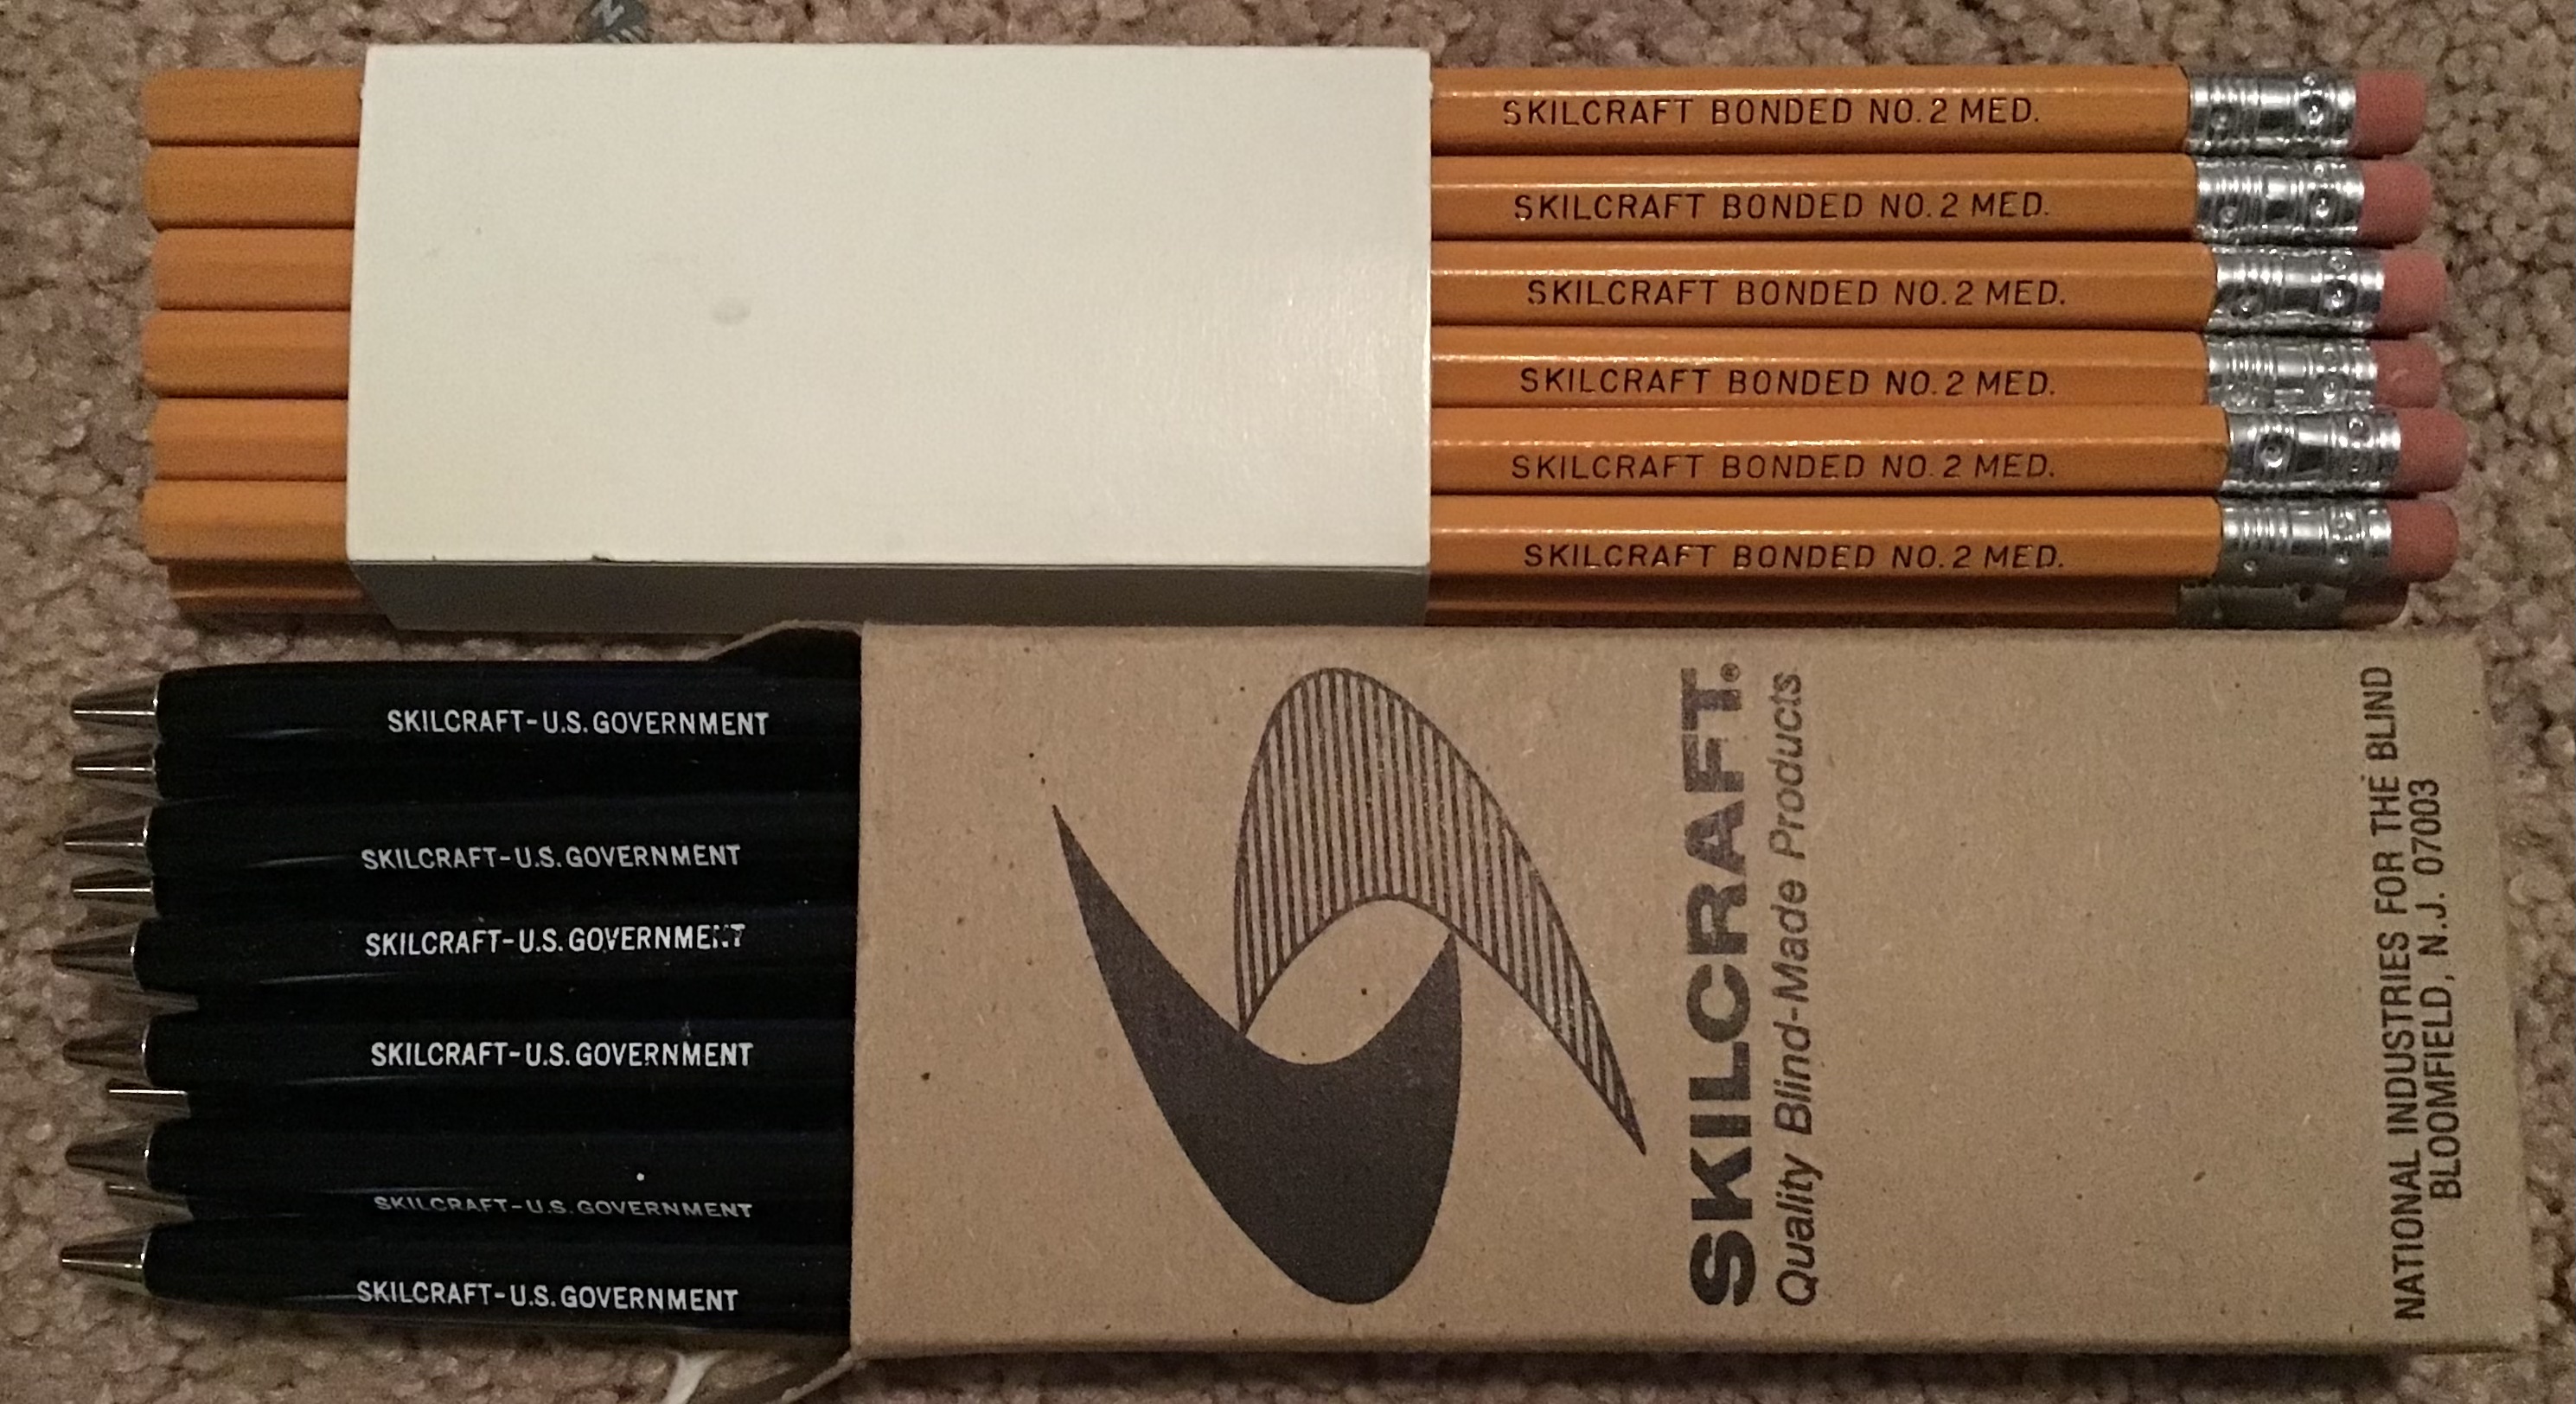 SKILCRAFT BONDED NO. 2 MED.
SKILCRAFT BONDED NO. 2 MED.
SKILCRAFT BONDED NO. 2 MED.
SKILCRAFT BONDED NO. 2 MED.
SKILCRAFT BONDED NO. 2 MED.
SKILCRAFT BONDED NO. 2 MED.
SKILCRAFT-U.S. GOVERNMENT
SKILCRAFT-U.S. GOVERNMENT
SKILCRAFT-U.S. GOVERNMENT
SKILCRAFT-U.S. GOVERNMENT
SKILCRAFT-U.S. GOVERNMENT
SKILCRAFT-U.S. GOVERNMENT
SKILCRAFT®
Quality Blind-Made Products
NATIONAL INDUSTRIES FOR THE BLIND
BLOOMFIELD, N.J. 07003